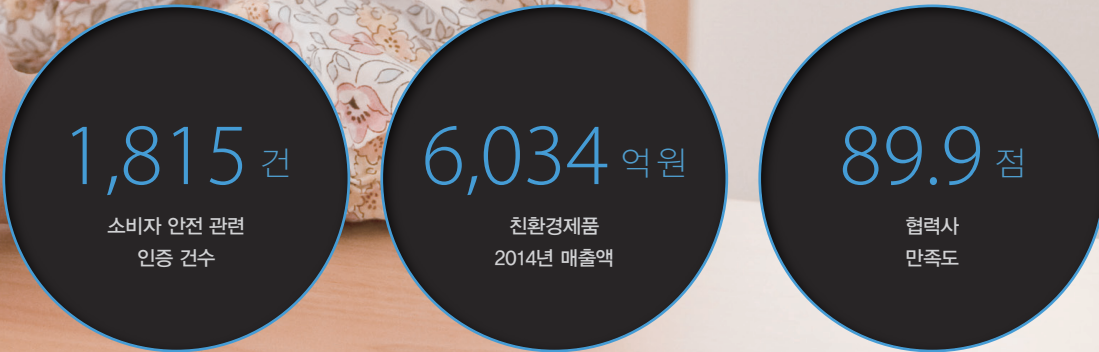 1,815 건
소비자 안전 관련
인증 건수
6,034 억원
친환경제품
2014년 매출액
89.9 점
협력사
만족도